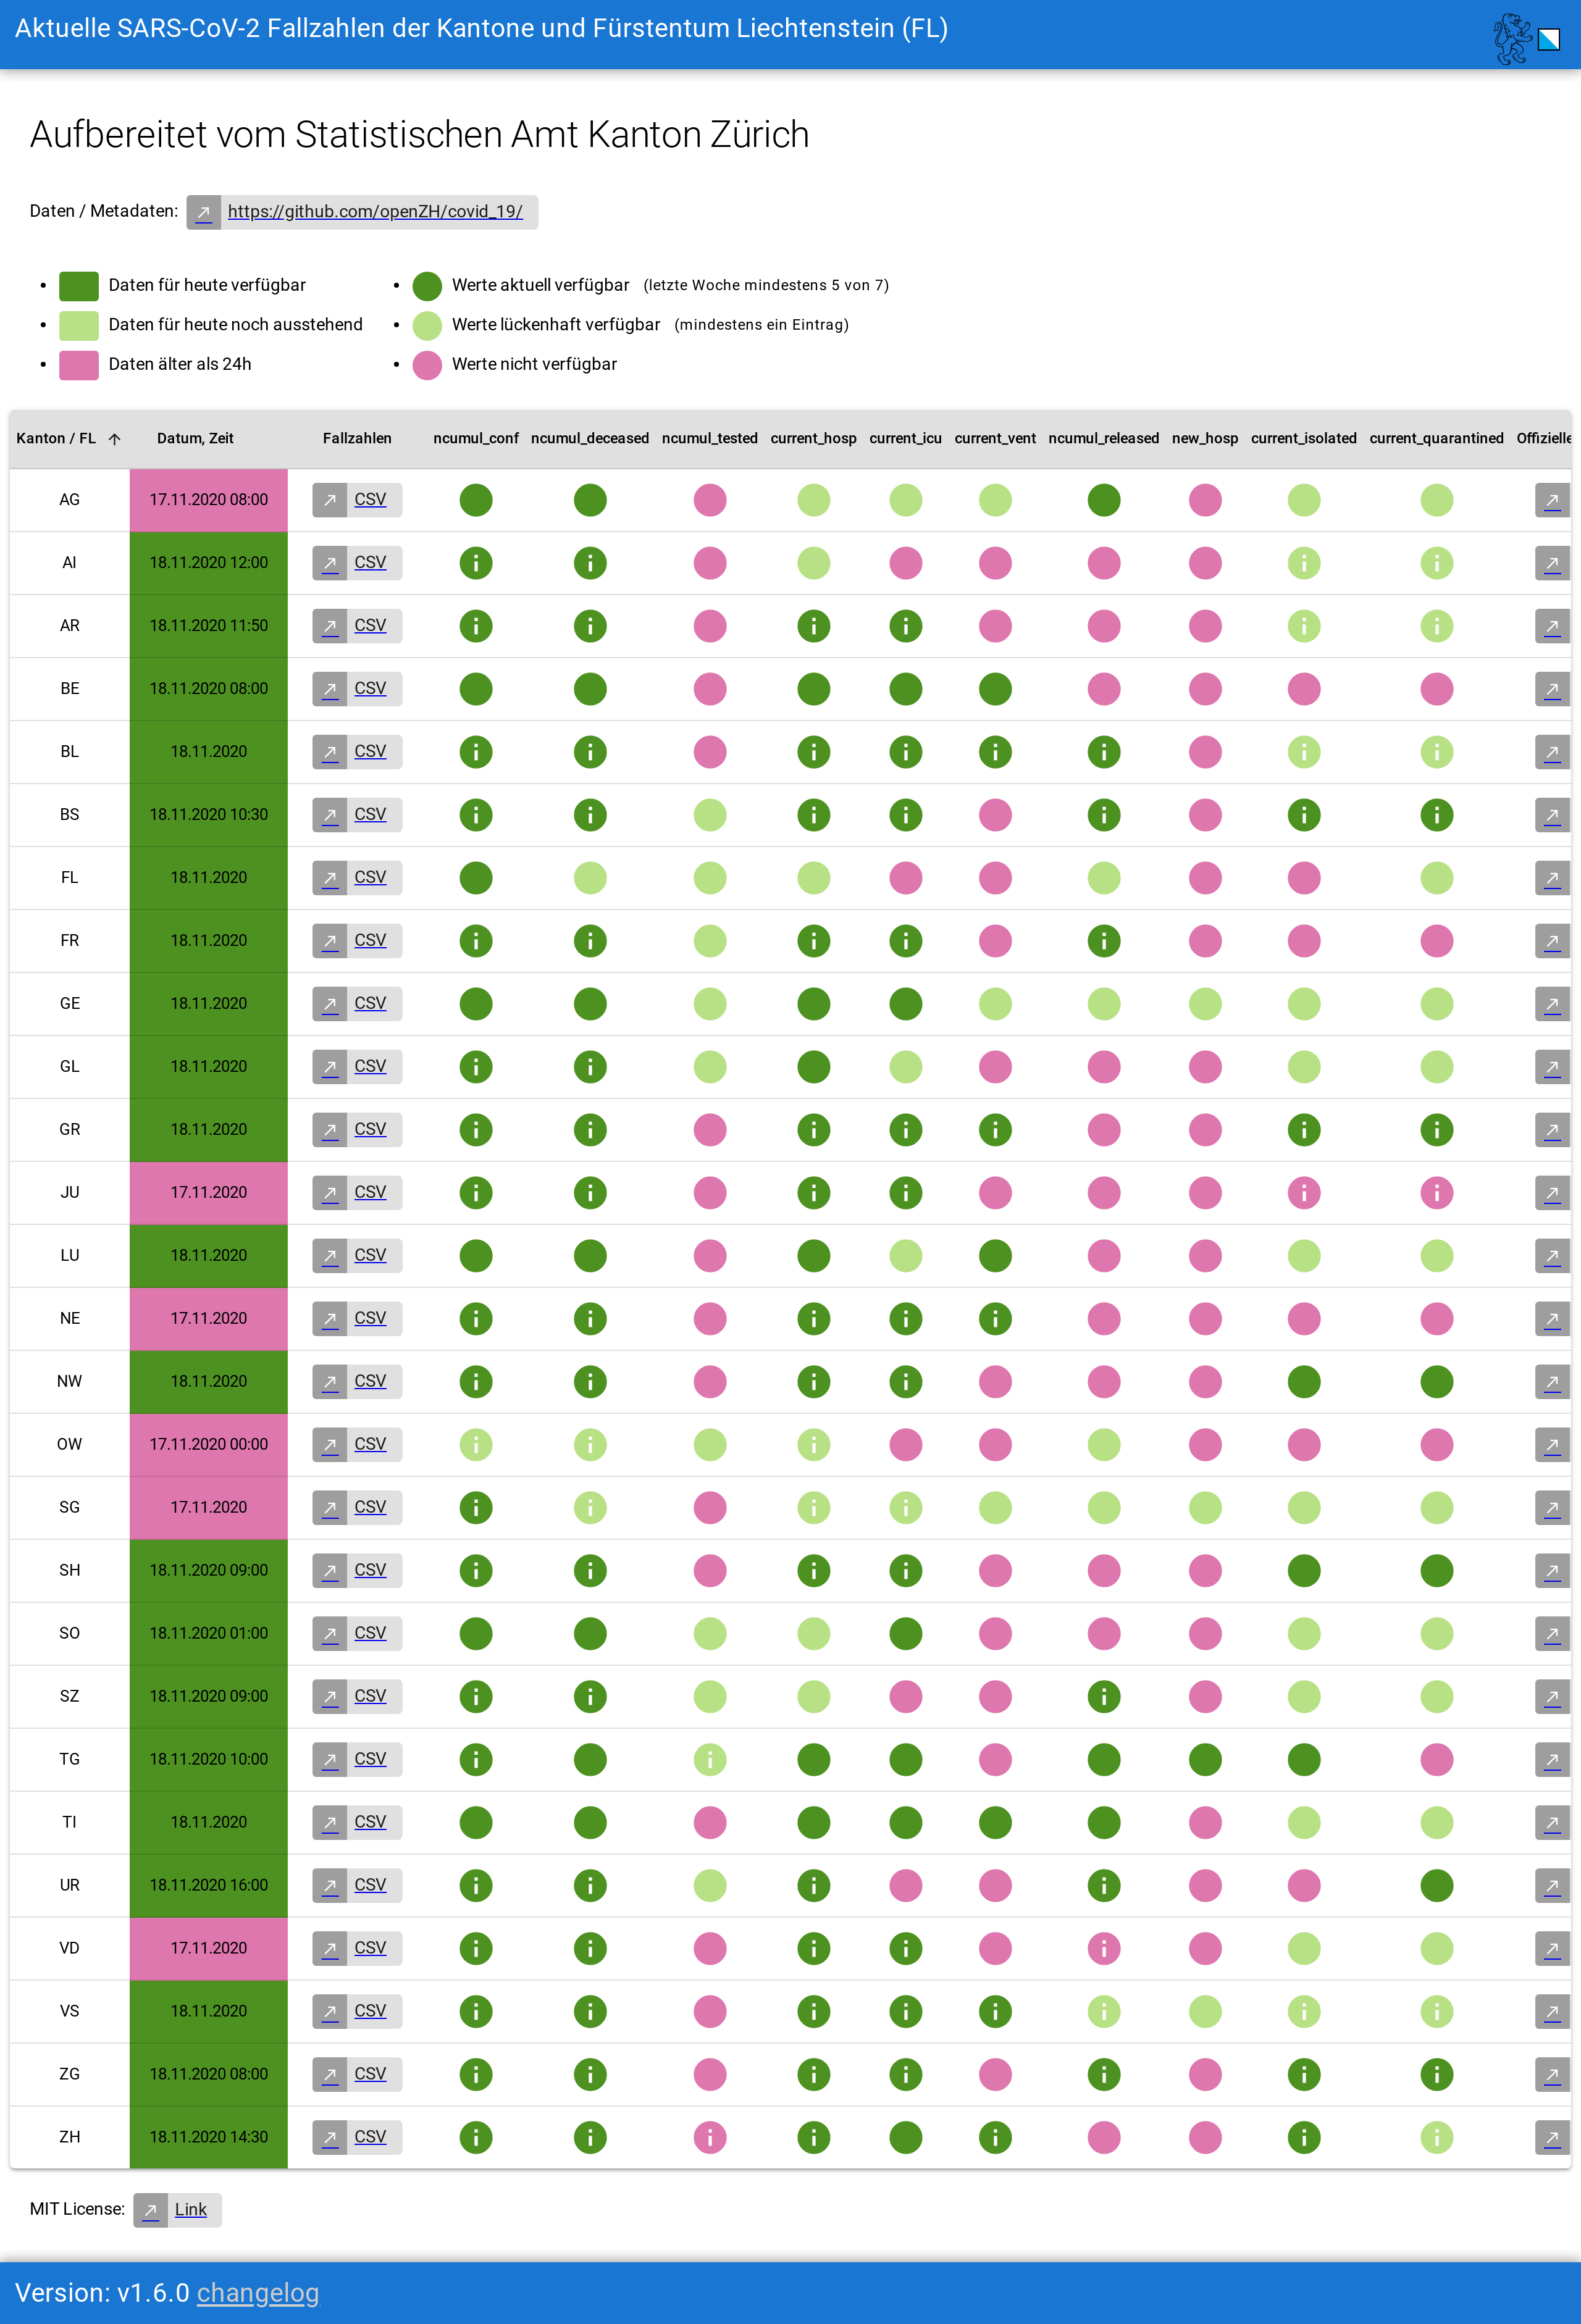 Aktuelle SARS-CoV-2 Fallzahlen der Kantone und Fürstentum Liechtenstein (FL)
Aufbereitet vom Statistischen Amt Kanton Zürich
Daten / Metadaten: https://github.com/openZH/covid_19/
Daten für heute verfügbar
Daten für heute noch ausstehend
Daten älter als 24h
Werte aktuell verfügbar (letzte Woche mindestens 5 von 7)
Werte lückenhaft verfügbar (mindestens ein Eintrag)
Werte nicht verfügbar
Kanton / FL Datum, Zeit Fallzahlen ncumul_conf ncumul_deceased ncumul_tested current_hosp current_icu current_vent ncumul_released new_hosp current_isolated current_quarantined Offizielle
AG 17.11.2020 08:00 CSV
AI 18.11.2020 12:00 CSV
AR 18.11.2020 11:50 CSV
BE 18.11.2020 08:00 CSV
BL 18.11.2020 CSV
BS 18.11.2020 10:30 CSV
FL 18.11.2020 CSV
FR 18.11.2020 CSV
GE 18.11.2020 CSV
GL 18.11.2020 CSV
GR 18.11.2020 CSV
JU 17.11.2020 CSV
LU 18.11.2020 CSV
NE 17.11.2020 CSV
NW 18.11.2020 CSV
OW 17.11.2020 00:00 CSV
SG 17.11.2020 CSV
SH 18.11.2020 09:00 CSV
SO 18.11.2020 01:00 CSV
SZ 18.11.2020 09:00 CSV
TG 18.11.2020 10:00 CSV
TI 18.11.2020 CSV
UR 18.11.2020 16:00 CSV
VD 17.11.2020 CSV
VS 18.11.2020 CSV
ZG 18.11.2020 08:00 CSV
ZH 18.11.2020 14:30 CSV
MIT License: Link
Version: v1.6.0 changelog